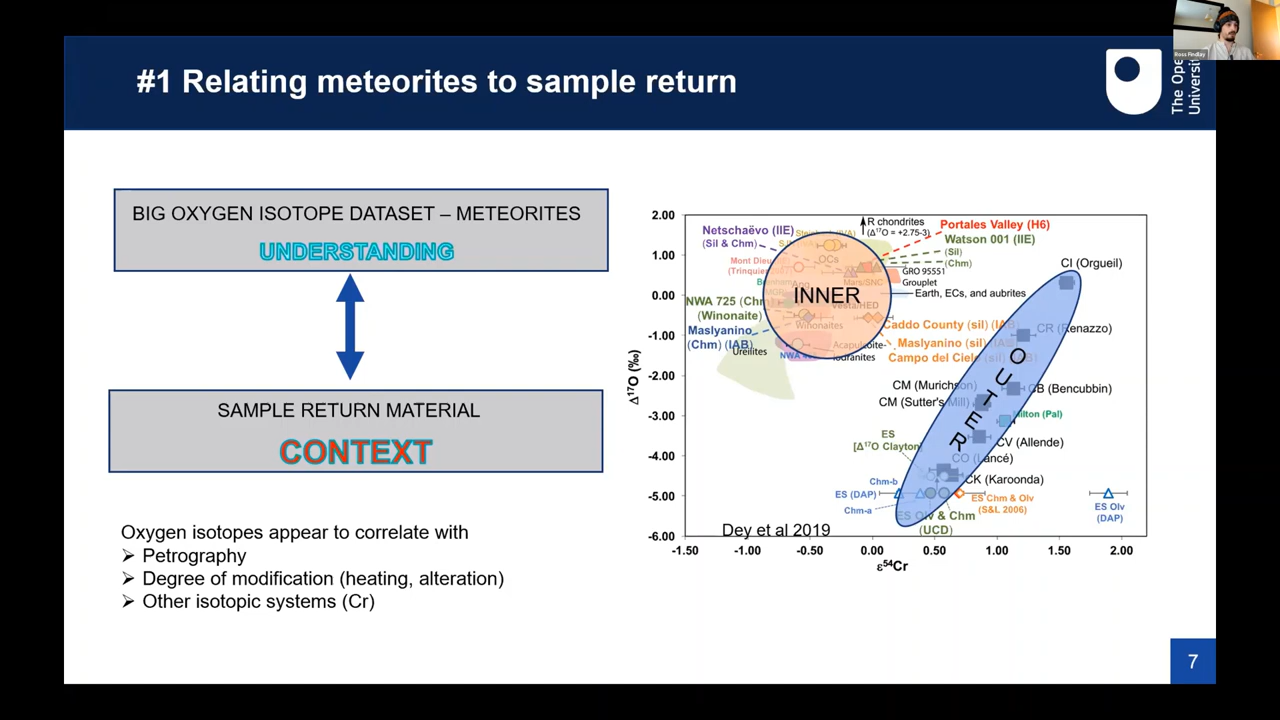 #1 Relating meteorites to sample return
The Open
Universit
Ross Findlay
BIG OXYGEN ISOTOPE DATASET – METEORITES
UNDERSTANDING
SAMPLE RETURN MATERIAL
CONTEXT
Oxygen isotopes appear to correlate with
➢ Petrography
➢ Degree of modification (heating, alteration)
➢ Other isotopic systems (Cr)
2.00
1.00
0.00
-1.00
-2.00
-3.00
-4.00
-5.00
-6.00
Δ¹⁷O (‰)
-1.50
-1.00
-0.50
0.00
0.50
1.00
1.50
2.00
ε⁵⁴Cr
Netschaëvo (IIE)
(Sil & Chm)
R chondrites
(Δ¹⁷O = +2.75-3)
Portales Valley (H6)
Watson 001 (IIE)
(Sil)
(Chm)
OCs
Mont Dieu
Mars/SNC
GRO 95551
Grouplet
Earth, ECs, and aubrites
INNER
NWA 725 (Chm)
(Winonaite)
Vesta/HED
Winonaites
Maslyanino
(Chm) (IAB)
Ureilites
Caddo County (sil) (IAB)
Maslyanino (sil)
Campo del Cielo (sil)
CI (Orgueil)
CR (Renazzo)
OUTER
CM (Murchison)
CM (Sutter's Mill)
CB (Bencubbin)
(Pal)
ES
[Δ¹⁷O Clayton]
CV (Allende)
CO (Lancé)
CK (Karoonda)
Chm-b
ES (DAP)
Chm-a
ES Chm & Olv
(S&L 2006)
ES Olv
(DAP)
ES Olv & Chm
(UCD)
Dey et al 2019
7